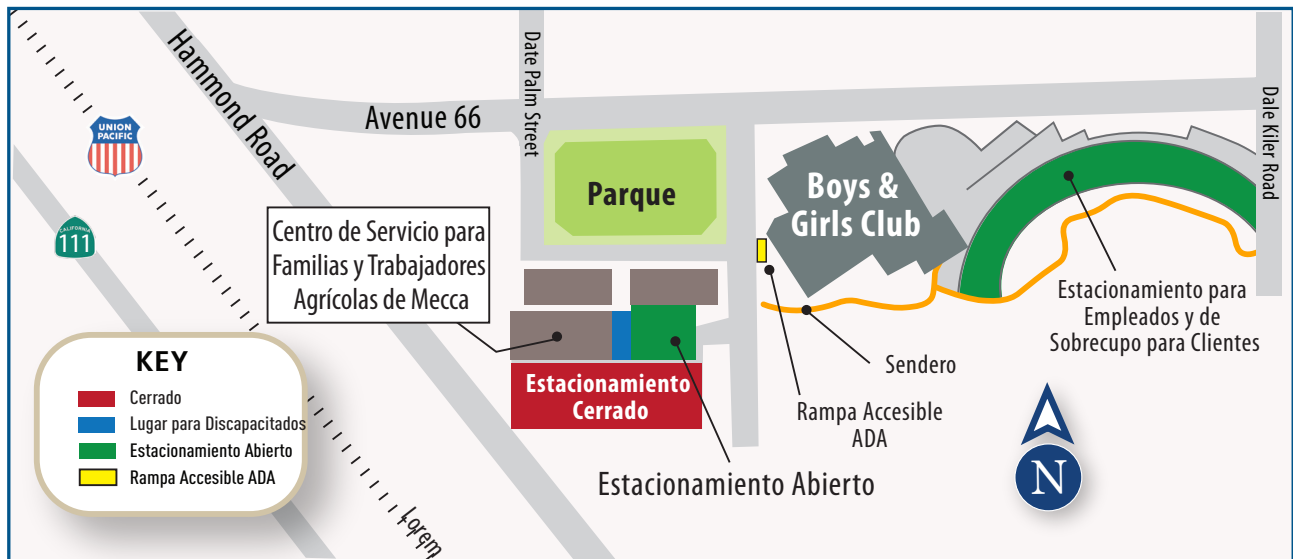 Hammond Road
Date Palm Street
Avenue 66
Dale Kiler Road
UNION
PACIFIC
CALIFORNIA
111
Parque
Boys &
Girls Club
Centro de Servicio para
Familias y Trabajadores
Agrícolas de Mecca
Estacionamiento para
Empleados y de
Sobrecupo para Clientes
Sendero
Rampa Accesible
ADA
Estacionamiento
Cerrado
Estacionamiento Abierto
KEY
Cerrado
Lugar para Discapacitados
Estacionamiento Abierto
Rampa Accesible ADA
Lorem
N